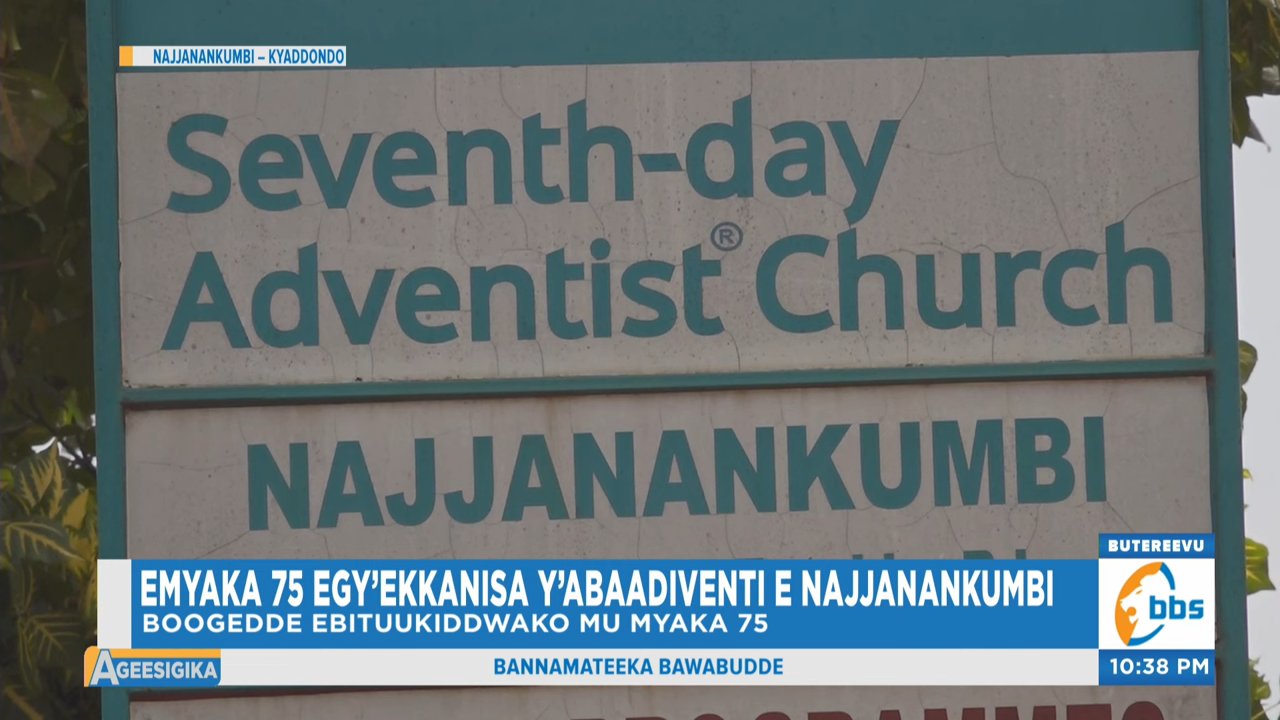 NAJJANANKUMBI – KYADDONDO
Seventh-day
Adventist® Church
NAJJANANKUMBI
BUTEREEVU
EMYAKA 75 EGY'EKKANISA Y'ABAADIVENTI E NAJJANANKUMBI
BOOGEDDE EBITUUKIDDWAKO MU MYAKA 75
bbs
AGEESIGIKA
BANNAMATEEKA BAWABUDDE
10:38 PM